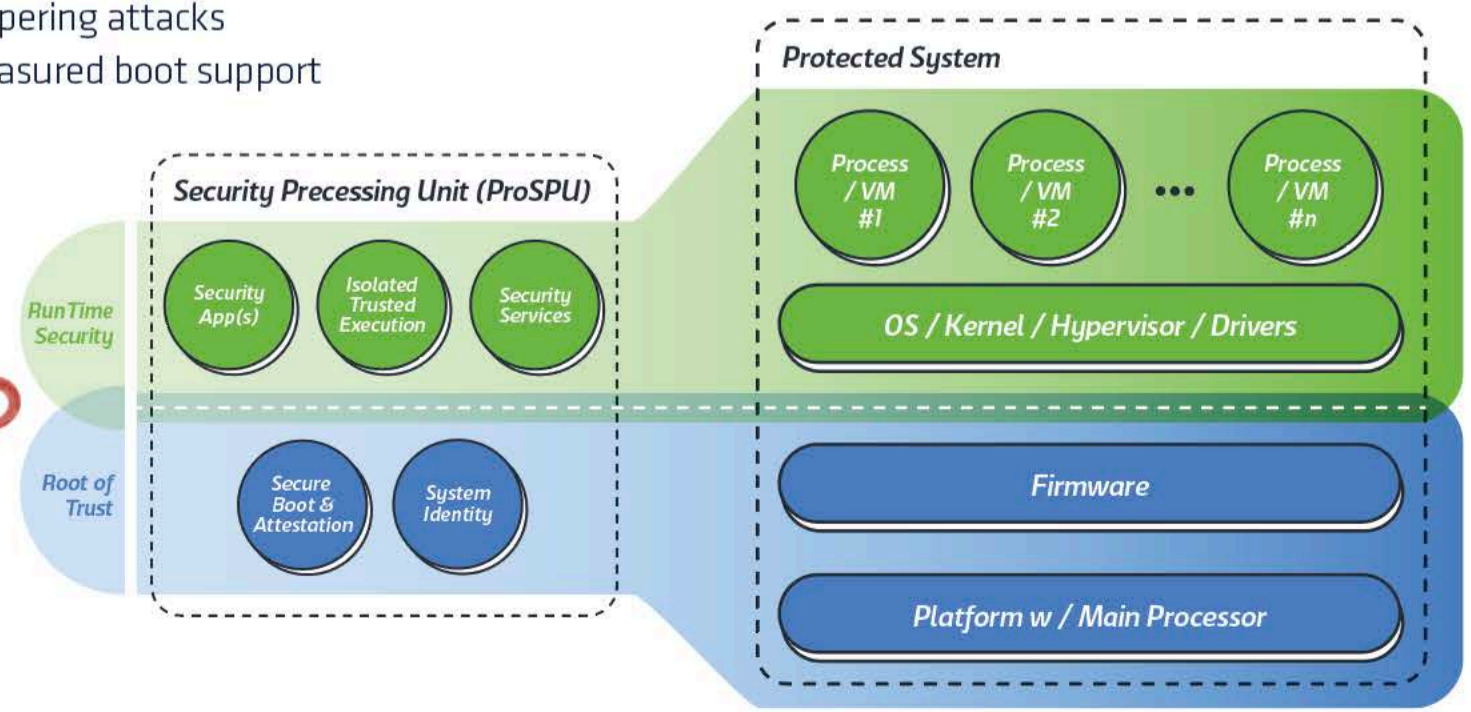 pering attacks
asured boot support
Protected System
Security Precessing Unit (ProSPU)
Process
/ VM
#1
Process
/ VM
#2
Process
/ VM
#n
Security
App(s)
Isolated
Trusted
Execution
Security
Services
RunTime
Security
OS / Kernel / Hypervisor / Drivers
Root of
Trust
Secure
Boot &
Attestation
System
Identity
Firmware
Platform w / Main Processor